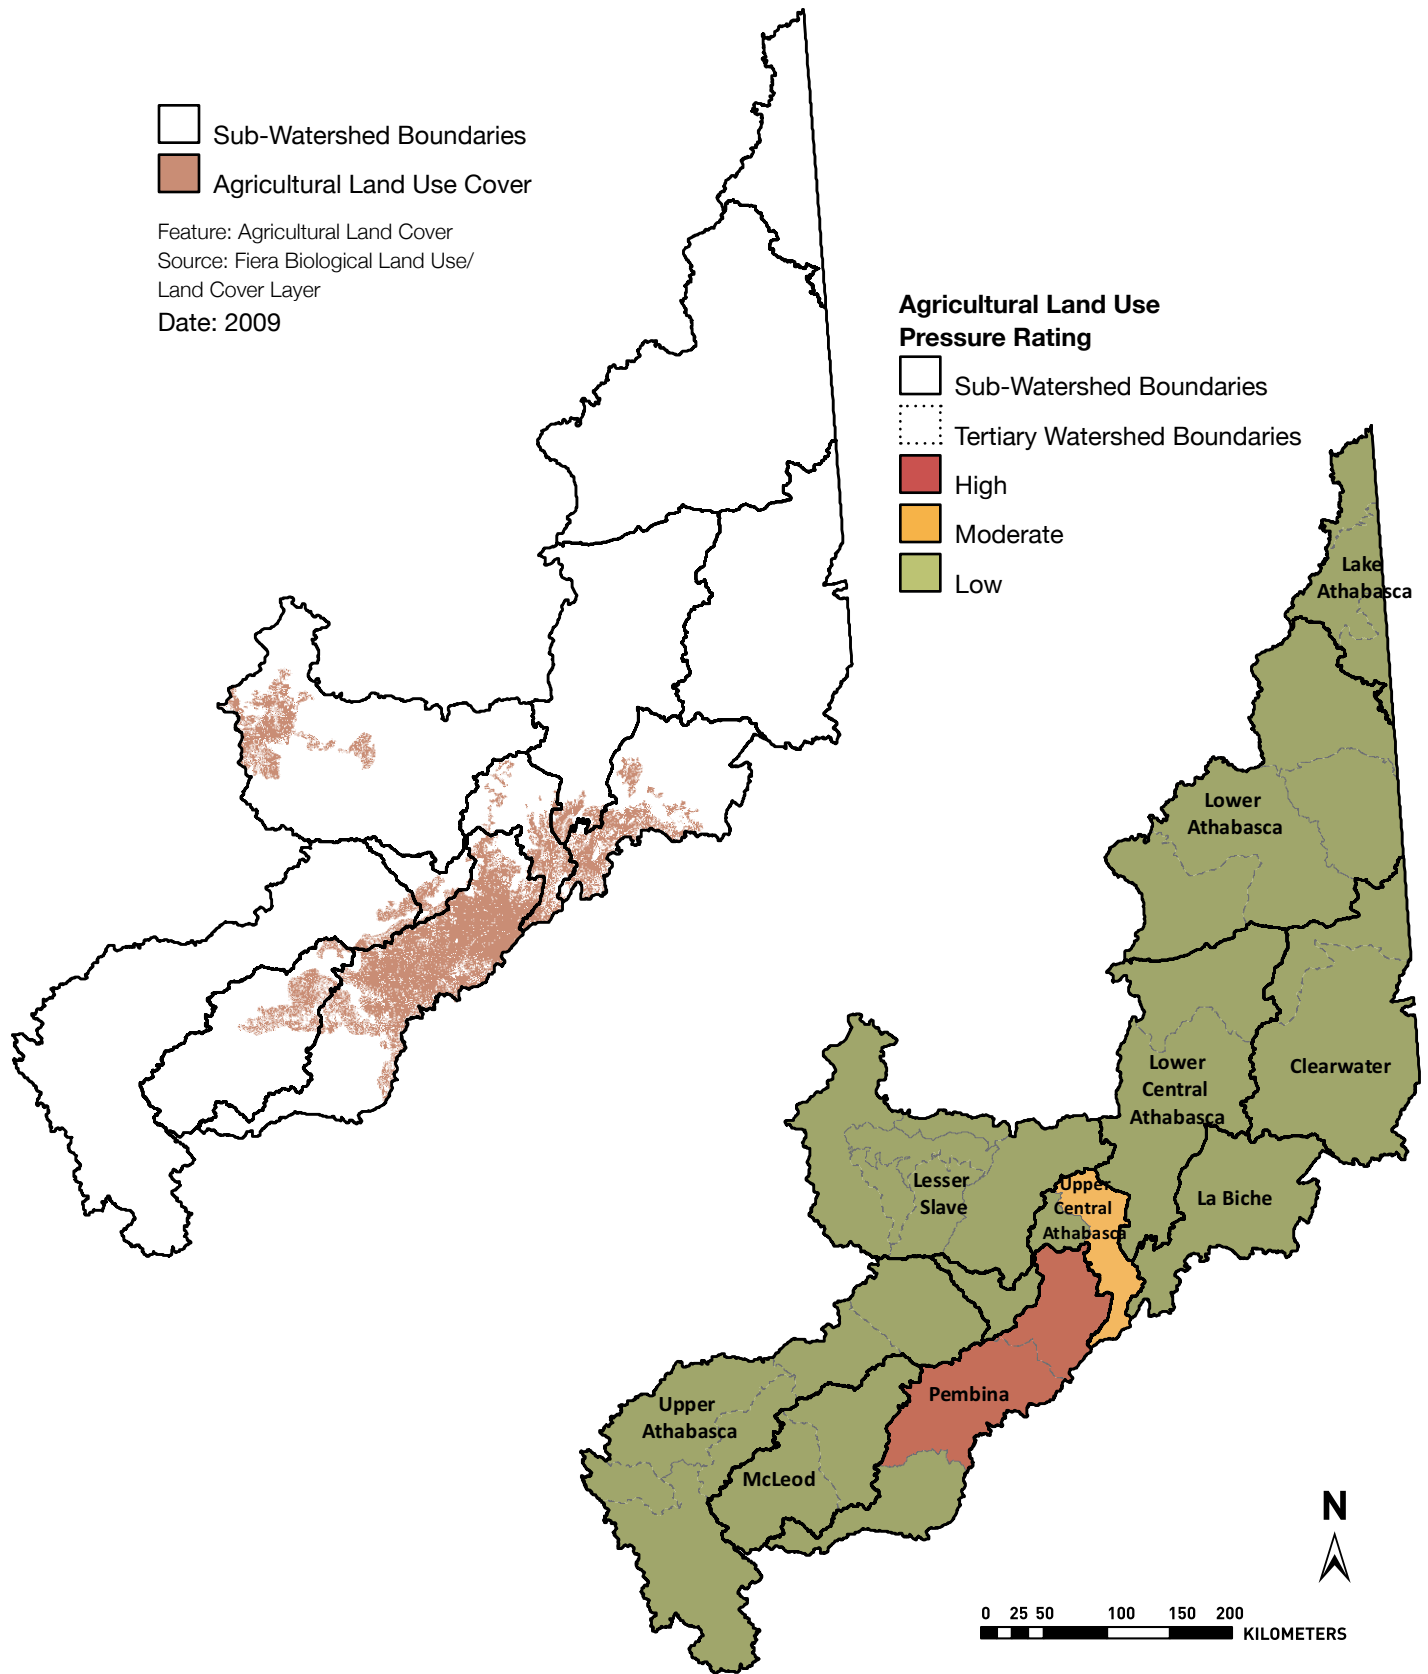 Sub-Watershed Boundaries
Agricultural Land Use Cover
Feature: Agricultural Land Cover
Source: Fiera Biological Land Use/
Land Cover Layer
Date: 2009
Agricultural Land Use
Pressure Rating
Sub-Watershed Boundaries
Tertiary Watershed Boundaries
High
Moderate
Low
Lake
Athabasca
Lower
Athabasca
Lower
Central
Athabasca
Clearwater
Lesser
Slave
Upper
Central
Athabasca
La Biche
Pembina
Upper
Athabasca
McLeod
N
0 25 50 100 150 200
KILOMETERS